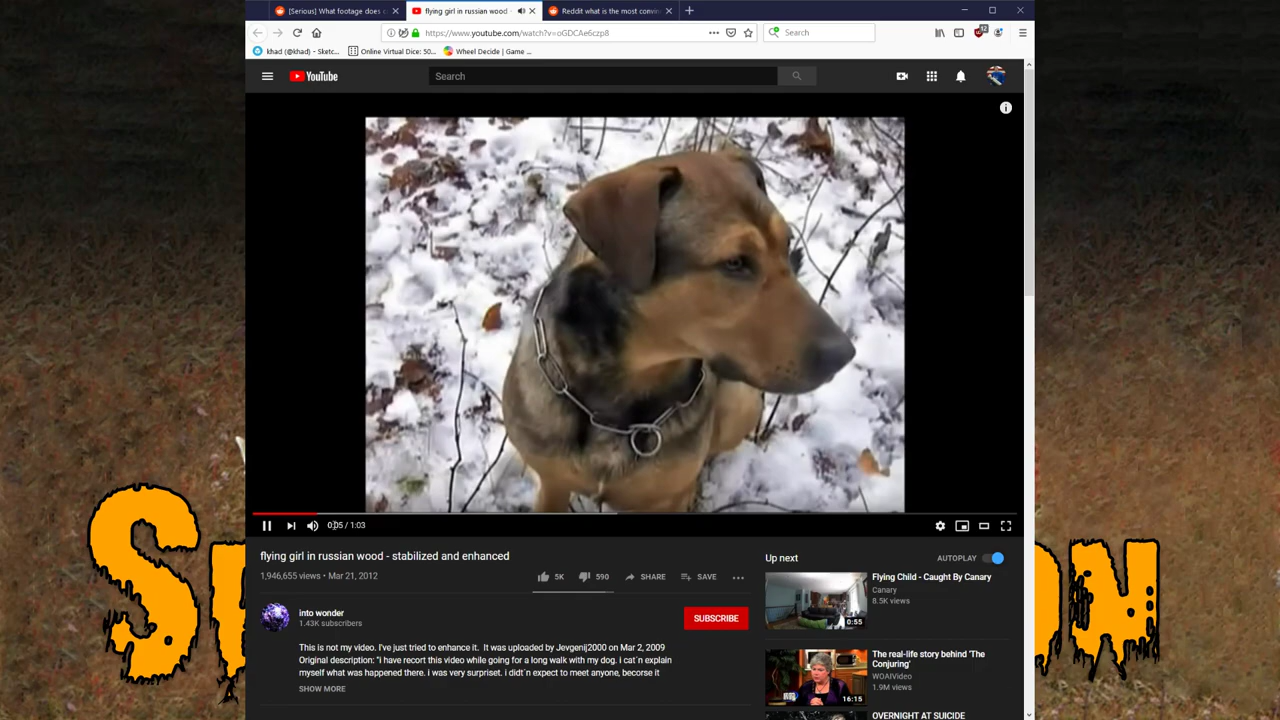 [Serious] What footage does c
flying girl in russian wood -
Reddit what is the most convin
https://www.youtube.com/watch?v=oGDCAe6czp8
Search
12
khad (@khad) - Sketc...
Online Virtual Dice: 50...
Wheel Decide | Game ...
YouTube
Search
0:05 / 1:03
flying girl in russian wood - stabilized and enhanced
1,946,655 views • Mar 21, 2012
5K
590
SHARE
SAVE
into wonder
1.43K subscribers
SUBSCRIBE
This is not my video. I've just tried to enhance it. It was uploaded by Jevgenij2000 on Mar 2, 2009
Original description: "i have recort this video while going for a long walk with my dog. i cat´n explain
myself what was happened there. i was very surpriset. i didt´n expect to meet anyone, becorse it
SHOW MORE
Up next
AUTOPLAY
Flying Child - Caught By Canary
Canary
8.5K views
0:55
The real-life story behind 'The
Conjuring'
WOAIVideo
1.9M views
16:15
OVERNIGHT AT SUICIDE